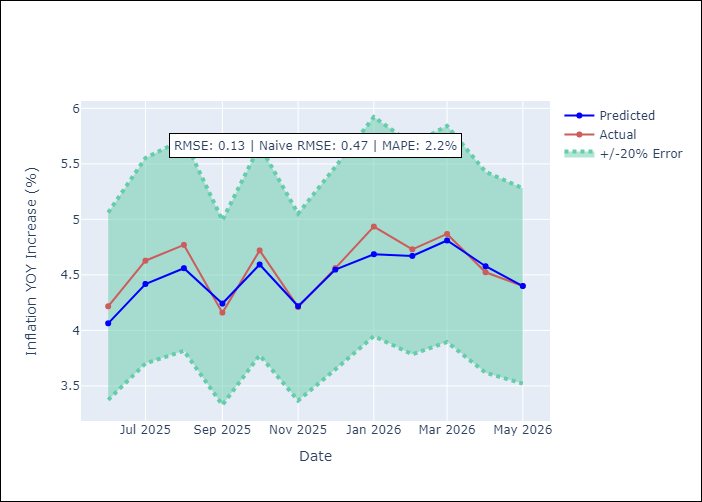 RMSE: 0.13 | Naive RMSE: 0.47 | MAPE: 2.2%
Predicted
Actual
+/-20% Error
Inflation YOY Increase (%)
6
5.5
5
4.5
4
3.5
Jul 2025
Sep 2025
Nov 2025
Jan 2026
Mar 2026
May 2026
Date